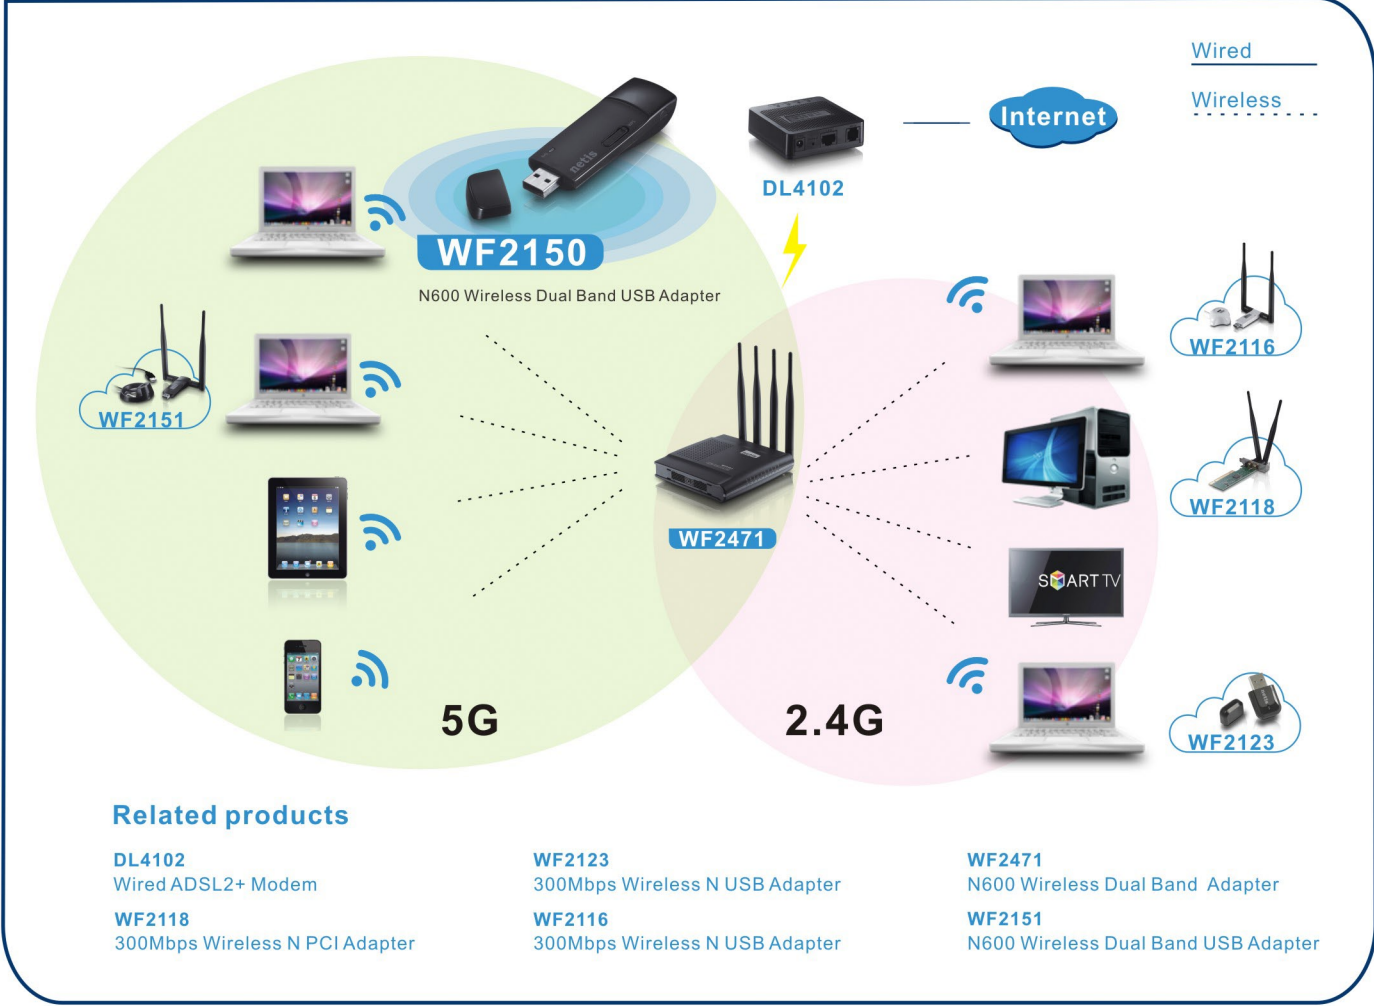 Wired
Wireless
Internet
DL4102
netis
WF2150
N600 Wireless Dual Band USB Adapter
WF2116
WF2151
WF2118
WF2471
SMART TV
5G
2.4G
WF2123
Related products
DL4102
Wired ADSL2+ Modem
WF2118
300Mbps Wireless N PCI Adapter
WF2123
300Mbps Wireless N USB Adapter
WF2116
300Mbps Wireless N USB Adapter
WF2471
N600 Wireless Dual Band Adapter
WF2151
N600 Wireless Dual Band USB Adapter